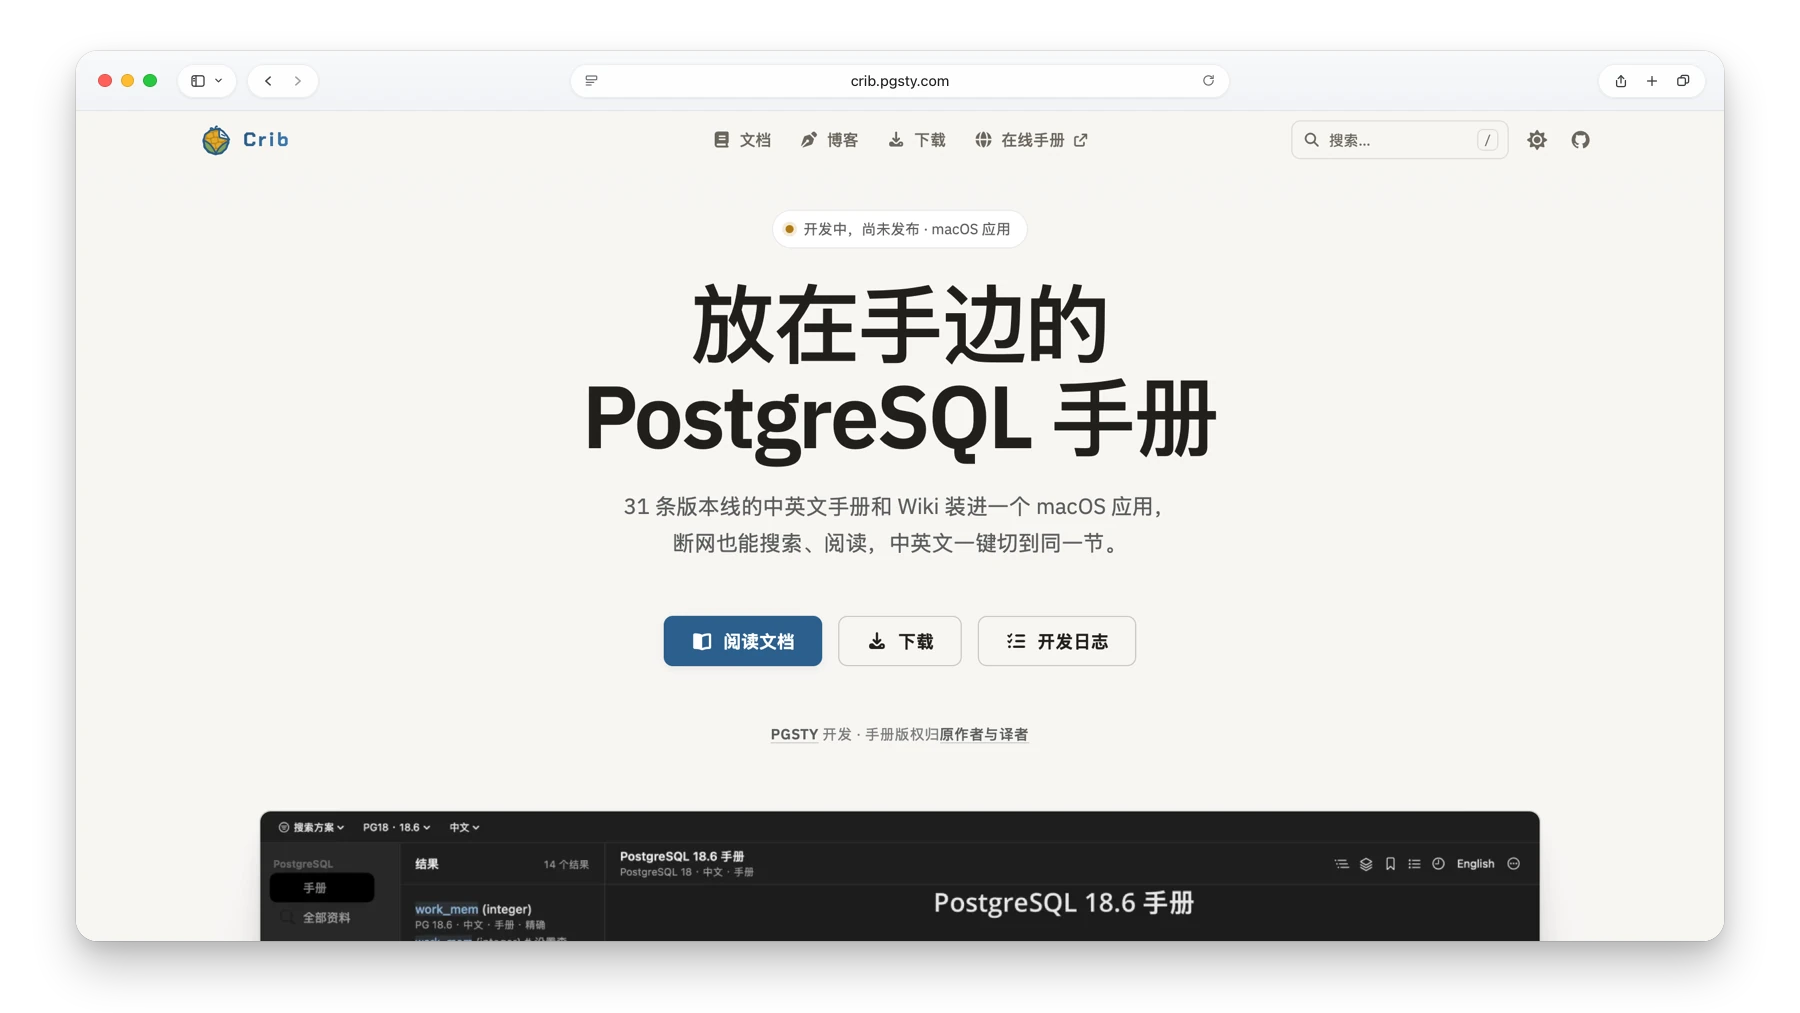 crib.pgsty.com
Crib
文档 博客 下载 在线手册
搜索... /
开发中，尚未发布 · macOS 应用
放在手边的
PostgreSQL 手册
31 条版本线的中英文手册和 Wiki 装进一个 macOS 应用，
断网也能搜索、阅读，中英文一键切到同一节。
阅读文档 下载 开发日志
PGSTY 开发 · 手册版权归原作者与译者
搜索方案 PG18 · 18.6 中文
PostgreSQL
手册
全部资料
结果 14 个结果
work_mem (integer)
PG 18.6 · 中文 · 手册 · 精确
PostgreSQL 18.6 手册
PostgreSQL 18 · 中文 · 手册
English
PostgreSQL 18.6 手册